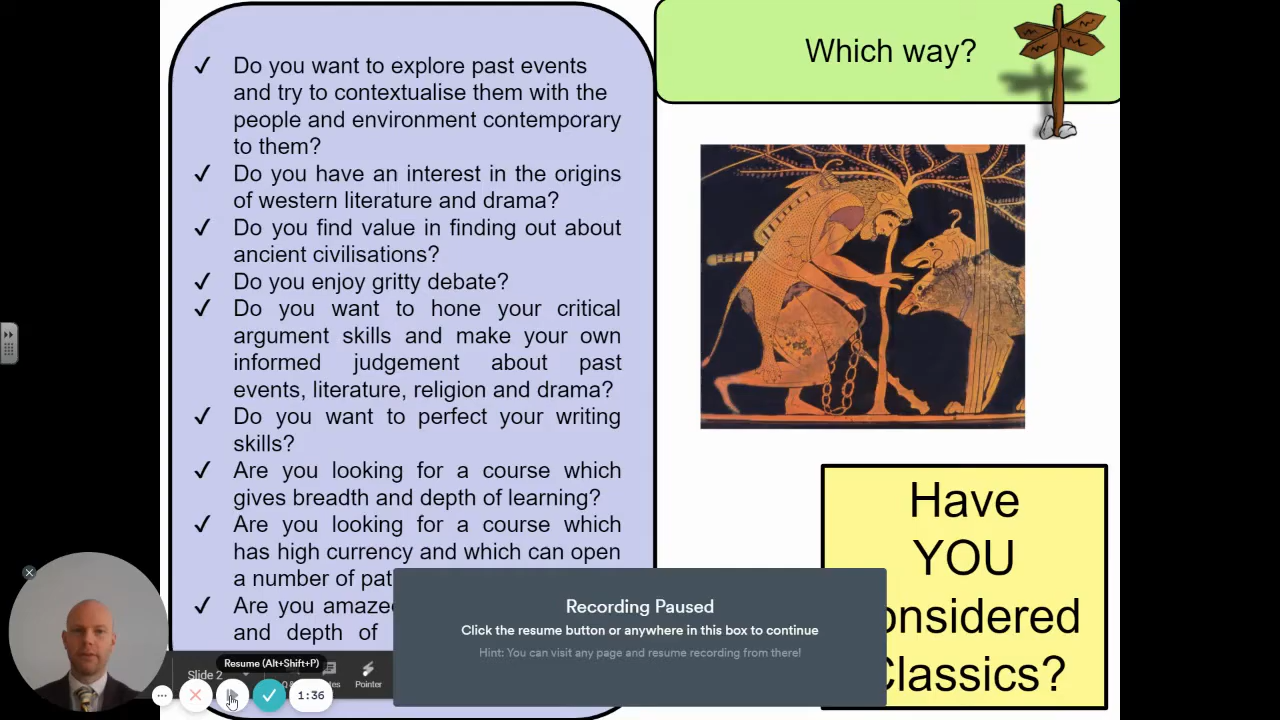 Do you want to explore past events
and try to contextualise them with the
people and environment contemporary
to them?
Do you have an interest in the origins
of western literature and drama?
Do you find value in finding out about
ancient civilisations?
Do you enjoy gritty debate?
Do you want to hone your critical
argument skills and make your own
informed judgement about past
events, literature, religion and drama?
Do you want to perfect your writing
skills?
Are you looking for a course which
gives breadth and depth of learning?
Are you looking for a course which
has high currency and which can open
a number of
Are you
and depth of
Which way?
Have
YOU
onsidered
Classics?
Recording Paused
Click the resume button or anywhere in this box to continue
Hint: You can visit any page and resume recording from there!
Resume (Alt+Shift+P)
Slide 2
Pointer
1:36